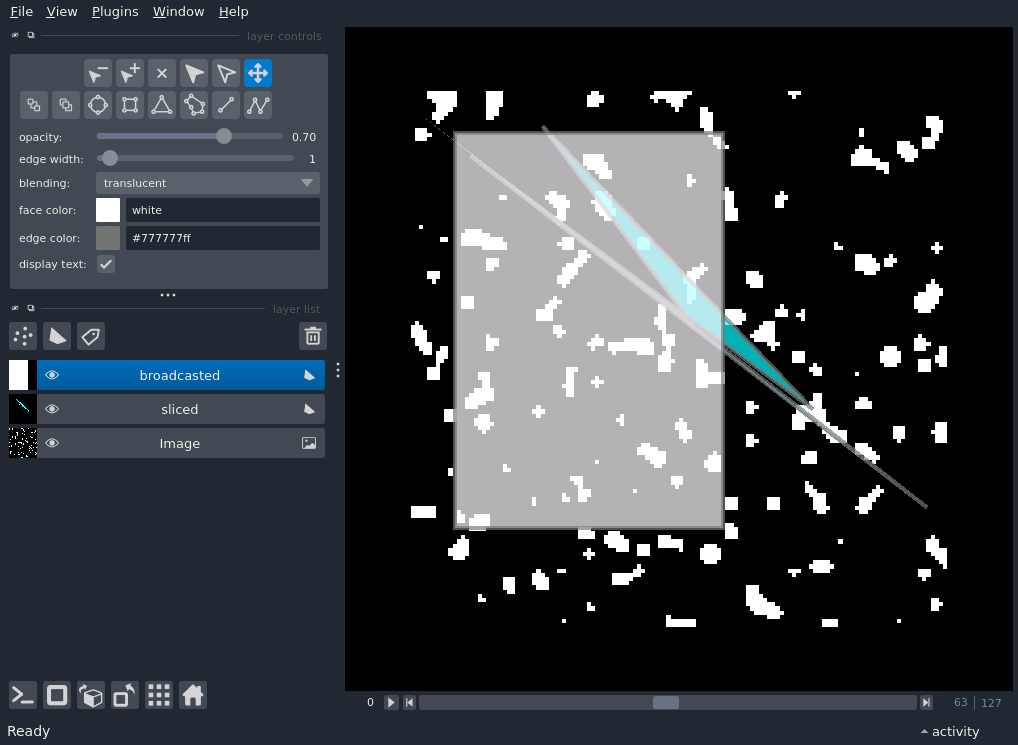 File View Plugins Window Help
layer controls
opacity: 0.70
edge width: 1
blending: translucent
face color: white
edge color: #777777ff
display text:
layer list
broadcasted
sliced
Image
0 63 127
Ready activity